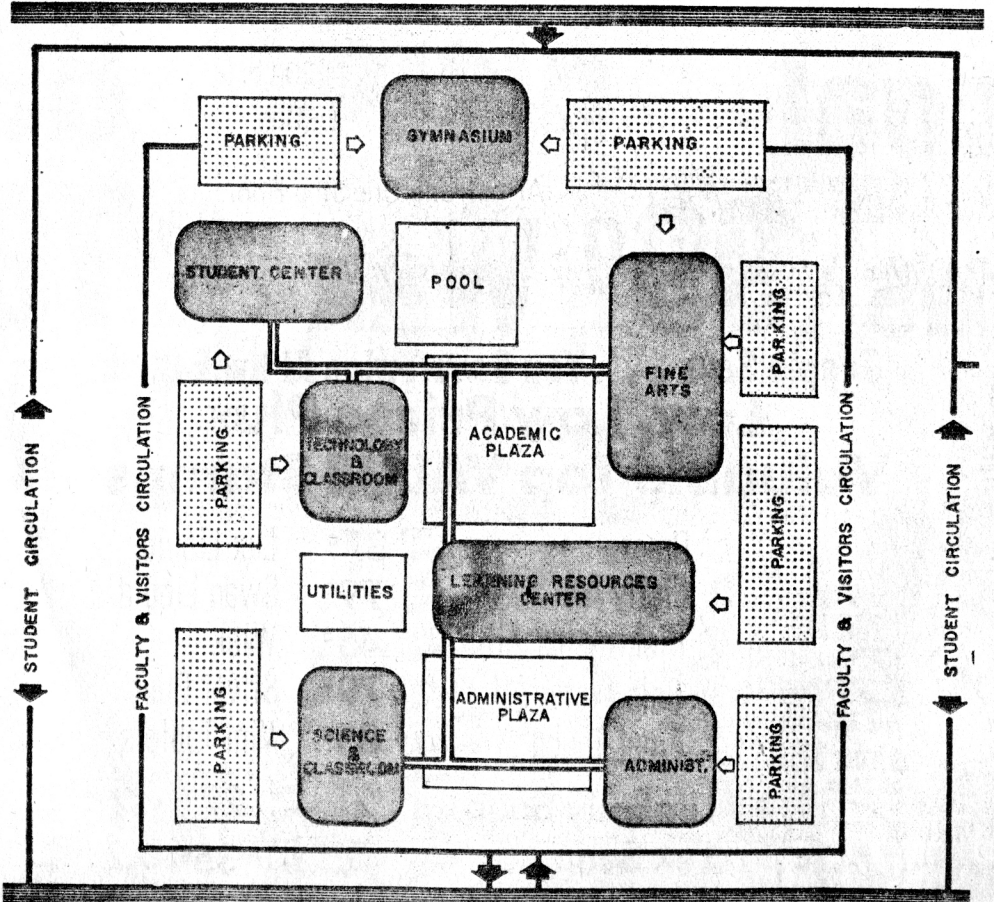 PARKING
GYMNASIUM
PARKING
STUDENT CENTER
POOL
PARKING
FINE
ARTS
PARKING
TECHNOLOGY
&
CLASSROOM
ACADEMIC
PLAZA
PARKING
UTILITIES
LEARNING RESOURCES
CENTER
PARKING
SCIENCE
&
CLASSROOM
ADMINISTRATIVE
PLAZA
ADMINIST.
PARKING
STUDENT CIRCULATION
FACULTY & VISITORS CIRCULATION
FACULTY & VISITORS CIRCULATION
STUDENT CIRCULATION